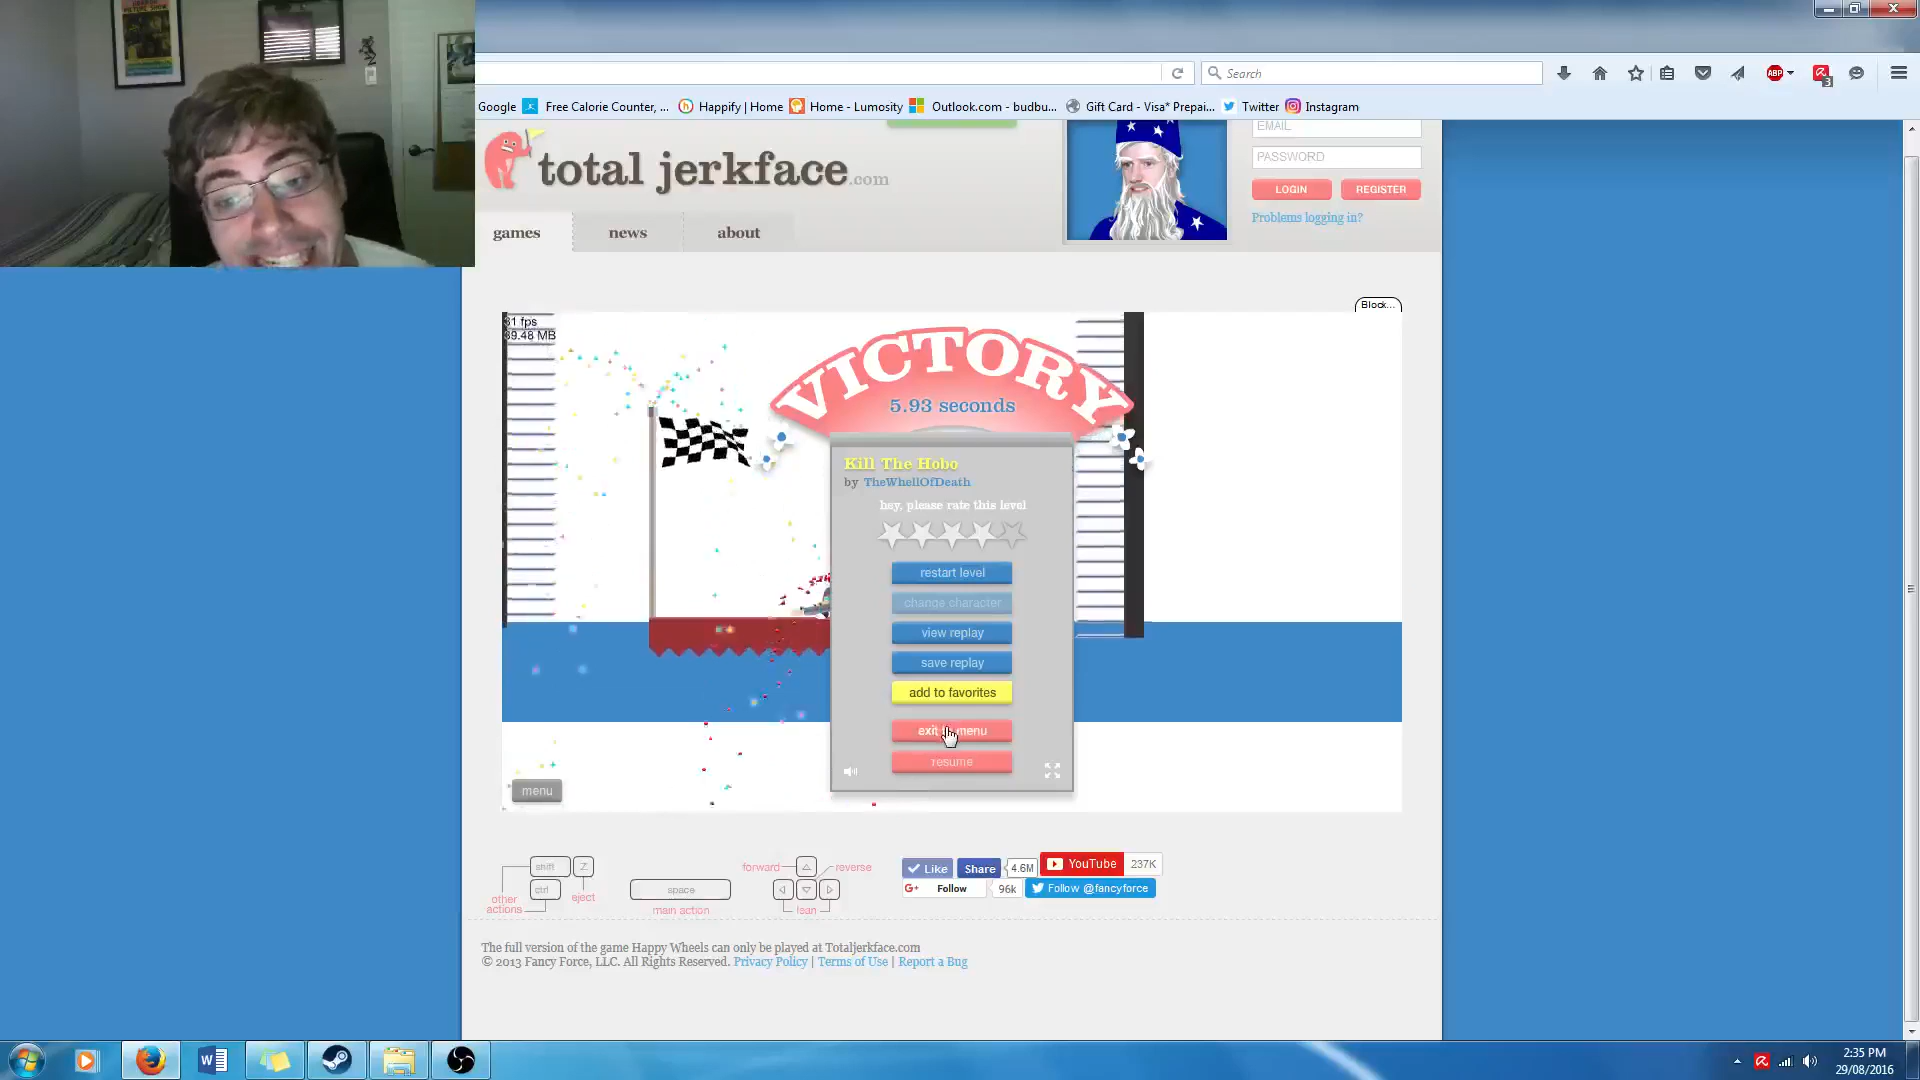 Search
ABP
3
Google
Free Calorie Counter, ...
Happify | Home
Home - Lumosity
Outlook.com - budbu...
Gift Card - Visa* Prepai...
Twitter
Instagram
total jerkface.com
EMAIL
PASSWORD
LOGIN
REGISTER
Problems logging in?
games
news
about
Block...
31 fps
39.48 MB
VICTORY
5.93 seconds
Kill The Hobo
by TheWhellOfDeath
hey, please rate this level
restart level
change character
view replay
save replay
add to favorites
exit menu
resume
menu
shift
Z
ctrl
other
actions
eject
space
main action
forward
reverse
lean
Like
Share
4.6M
YouTube
237K
G+ Follow
96k
Follow @fancyforce
The full version of the game Happy Wheels can only be played at Totaljerkface.com
© 2013 Fancy Force, LLC. All Rights Reserved. Privacy Policy | Terms of Use | Report a Bug
2:35 PM
29/08/2016